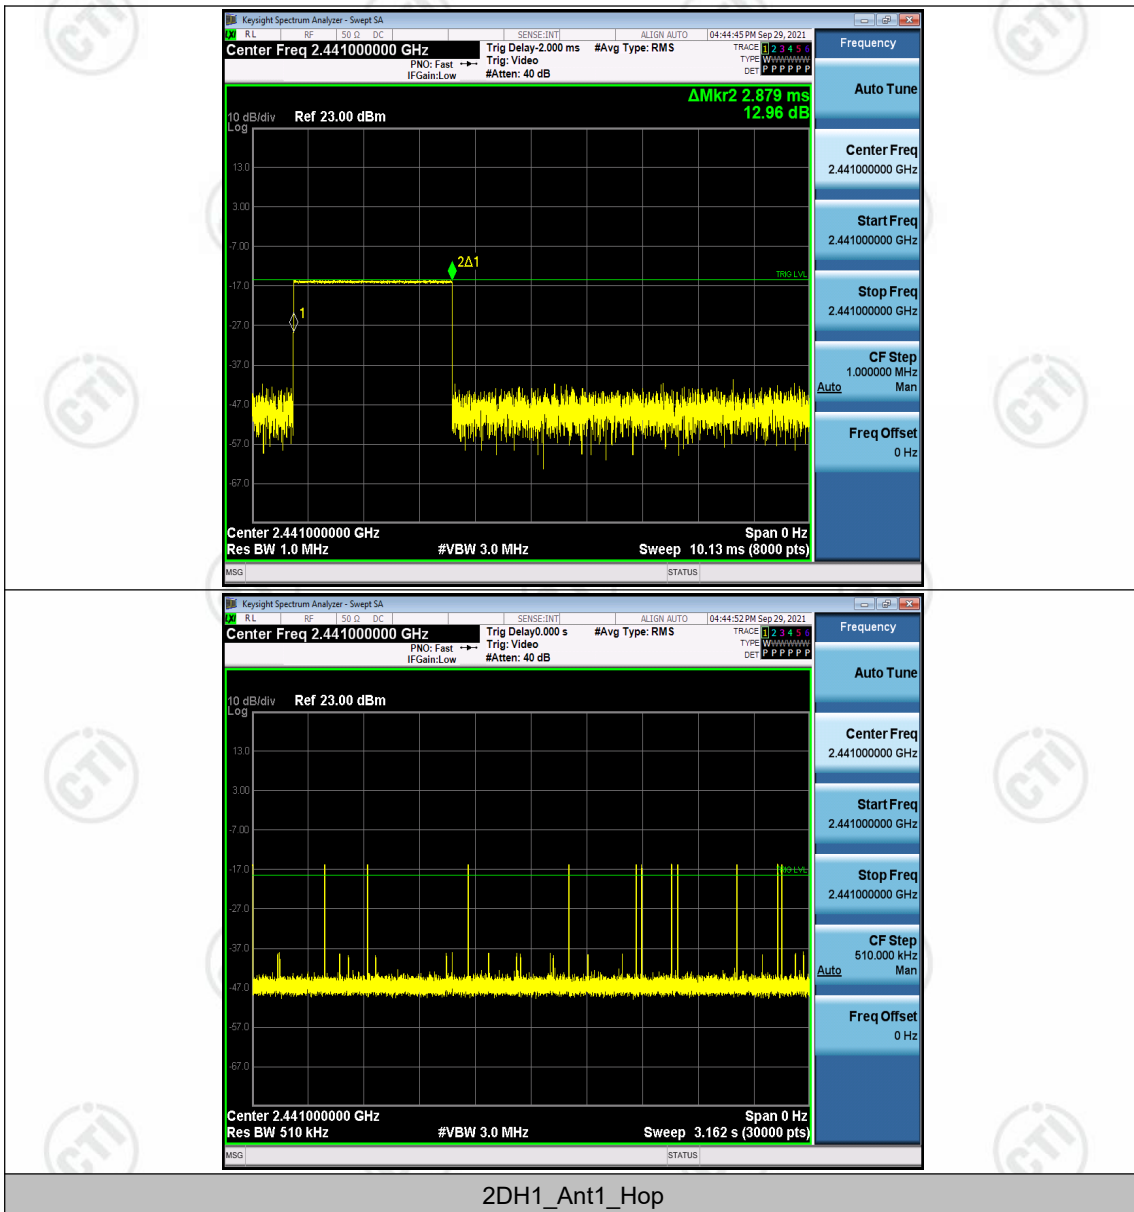 Keysight Spectrum Analyzer - Swept SA
RL RF 50 Ω DC SENSE:INT ALIGN AUTO 04:44:45 PM Sep 29, 2021
Center Freq 2.441000000 GHz Trig Delay-2.000 ms #Avg Type: RMS TRACE 1 2 3 4 5 6
PNO: Fast Trig: Video TYPE WWWWWW
IFGain:Low #Atten: 40 dB DET P P P P P P
ΔMkr2 2.879 ms
12.96 dB
10 dB/div Ref 23.00 dBm
Log
13.0
3.00
-7.00
2Δ1
TRIG LVL
-17.0
1
-27.0
-37.0
-47.0
-57.0
-67.0
Center 2.441000000 GHz Span 0 Hz
Res BW 1.0 MHz #VBW 3.0 MHz Sweep 10.13 ms (8000 pts)
MSG STATUS
Frequency
Auto Tune
Center Freq
2.441000000 GHz
Start Freq
2.441000000 GHz
Stop Freq
2.441000000 GHz
CF Step
1.000000 MHz
Auto Man
Freq Offset
0 Hz
Keysight Spectrum Analyzer - Swept SA
RL RF 50 Ω DC SENSE:INT ALIGN AUTO 04:44:52 PM Sep 29, 2021
Center Freq 2.441000000 GHz Trig Delay0.000 s #Avg Type: RMS TRACE 1 2 3 4 5 6
PNO: Fast Trig: Video TYPE WWWWWW
IFGain:Low #Atten: 40 dB DET P P P P P P
10 dB/div Ref 23.00 dBm
Log
13.0
3.00
-7.00
-17.0
TRIG LVL
-27.0
-37.0
-47.0
-57.0
-67.0
Center 2.441000000 GHz Span 0 Hz
Res BW 510 kHz #VBW 3.0 MHz Sweep 3.162 s (30000 pts)
MSG STATUS
Frequency
Auto Tune
Center Freq
2.441000000 GHz
Start Freq
2.441000000 GHz
Stop Freq
2.441000000 GHz
CF Step
510.000 kHz
Auto Man
Freq Offset
0 Hz
2DH1_Ant1_Hop
CTI
CTI
CTI
CTI
CTI
CTI
CTI
CTI